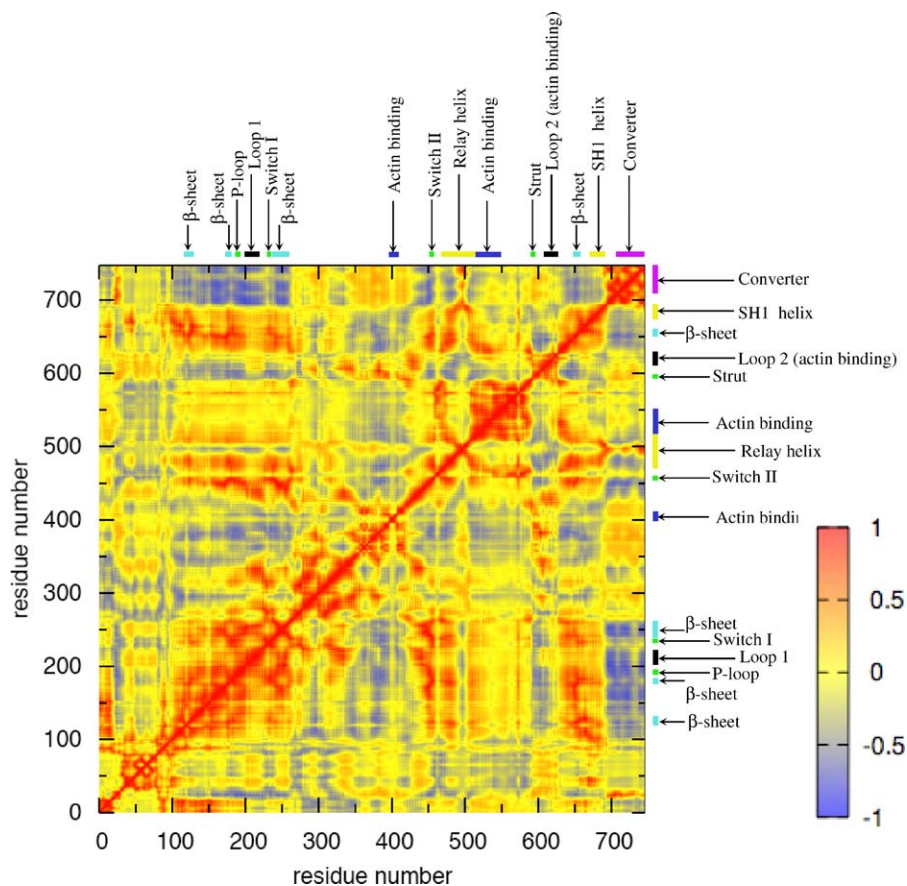 β-sheet
β-sheet
P-loop
Loop 1
Switch I
β-sheet
Actin binding
Switch II
Relay helix
Actin binding
Strut
Loop 2 (actin binding)
β-sheet
SH1 helix
Converter
700
600
500
400
300
200
100
0
residue number
0 100 200 300 400 500 600 700
residue number
Converter
SH1 helix
β-sheet
Loop 2 (actin binding)
Strut
Actin binding
Relay helix
Switch II
Actin bindii
β-sheet
Switch I
Loop 1
P-loop
β-sheet
β-sheet
1
0.5
0
-0.5
-1